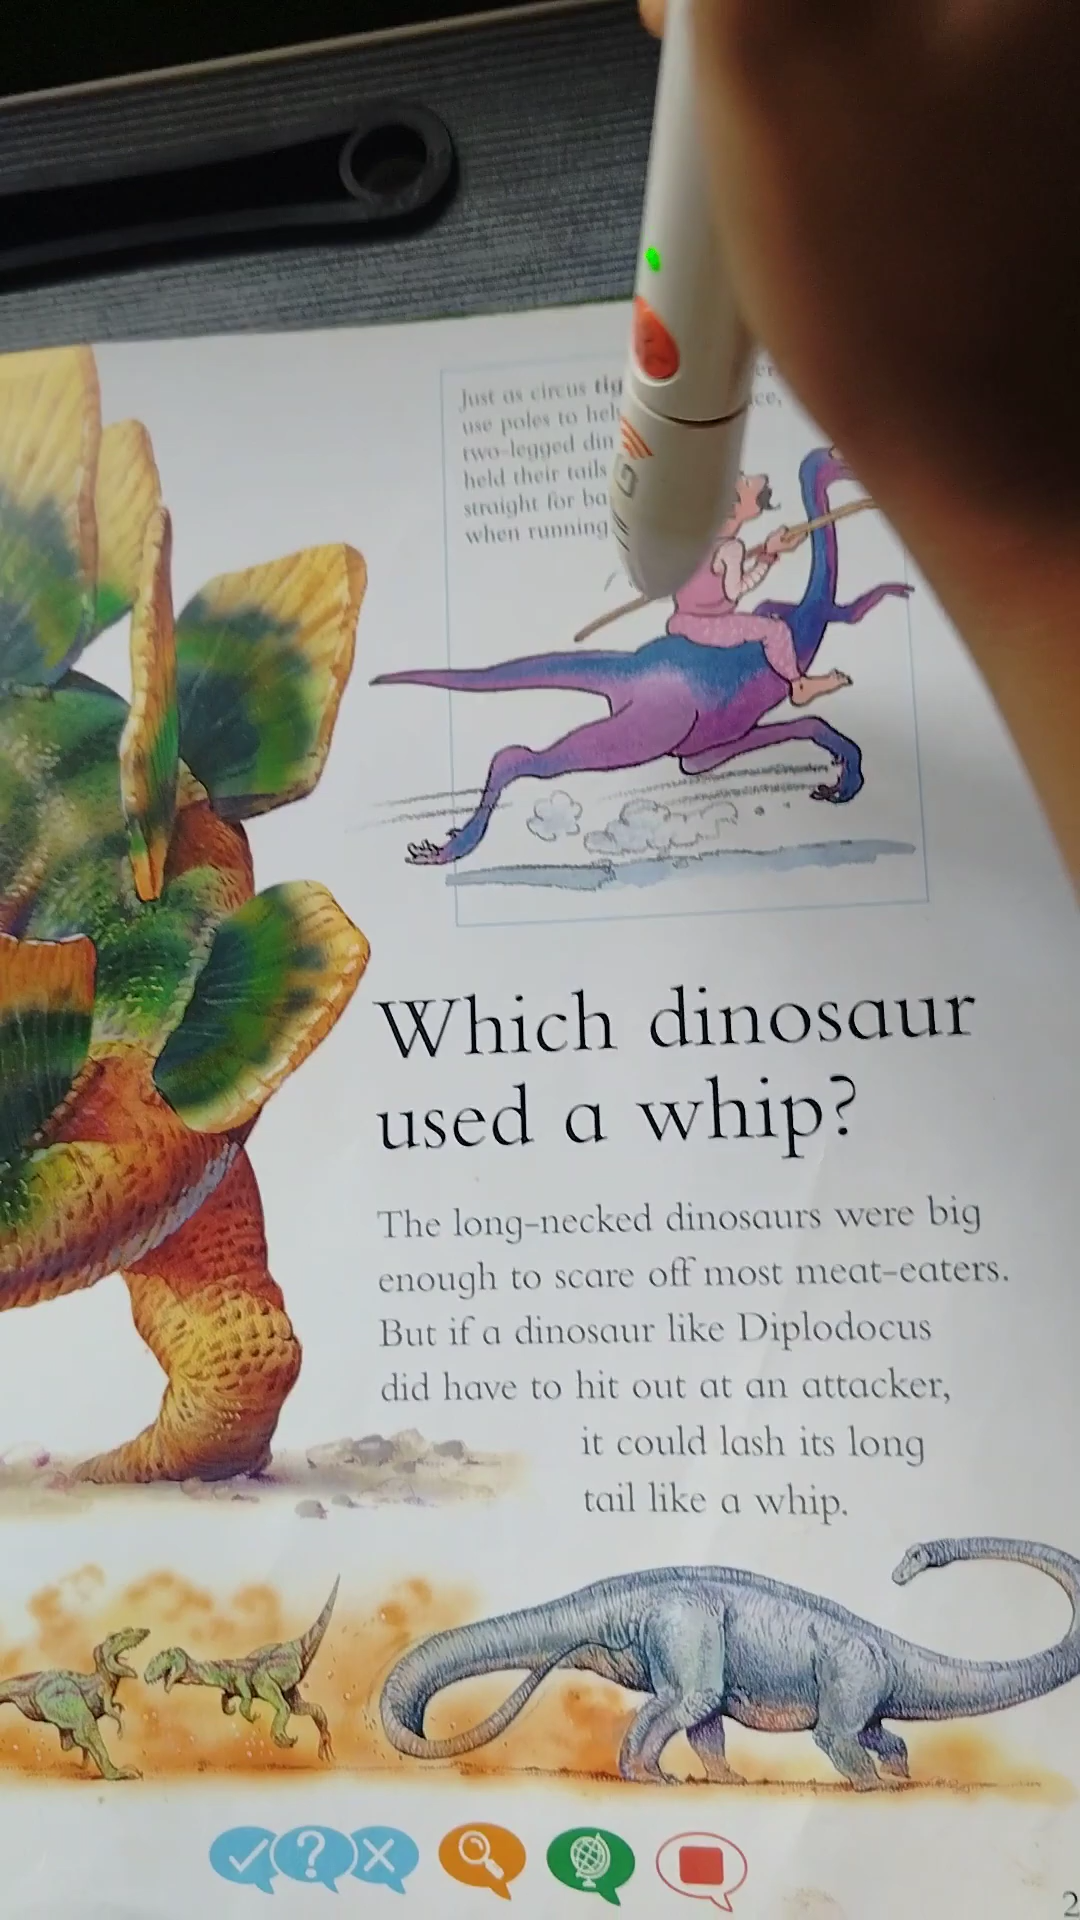 Just as circus
use poles to
two-legged
held their tails
straight for
when running
Which dinosaur
used a whip?
The long-necked dinosaurs were big
enough to scare off most meat-eaters.
But if a dinosaur like Diplodocus
did have to hit out at an attacker,
it could lash its long
tail like a whip.
2